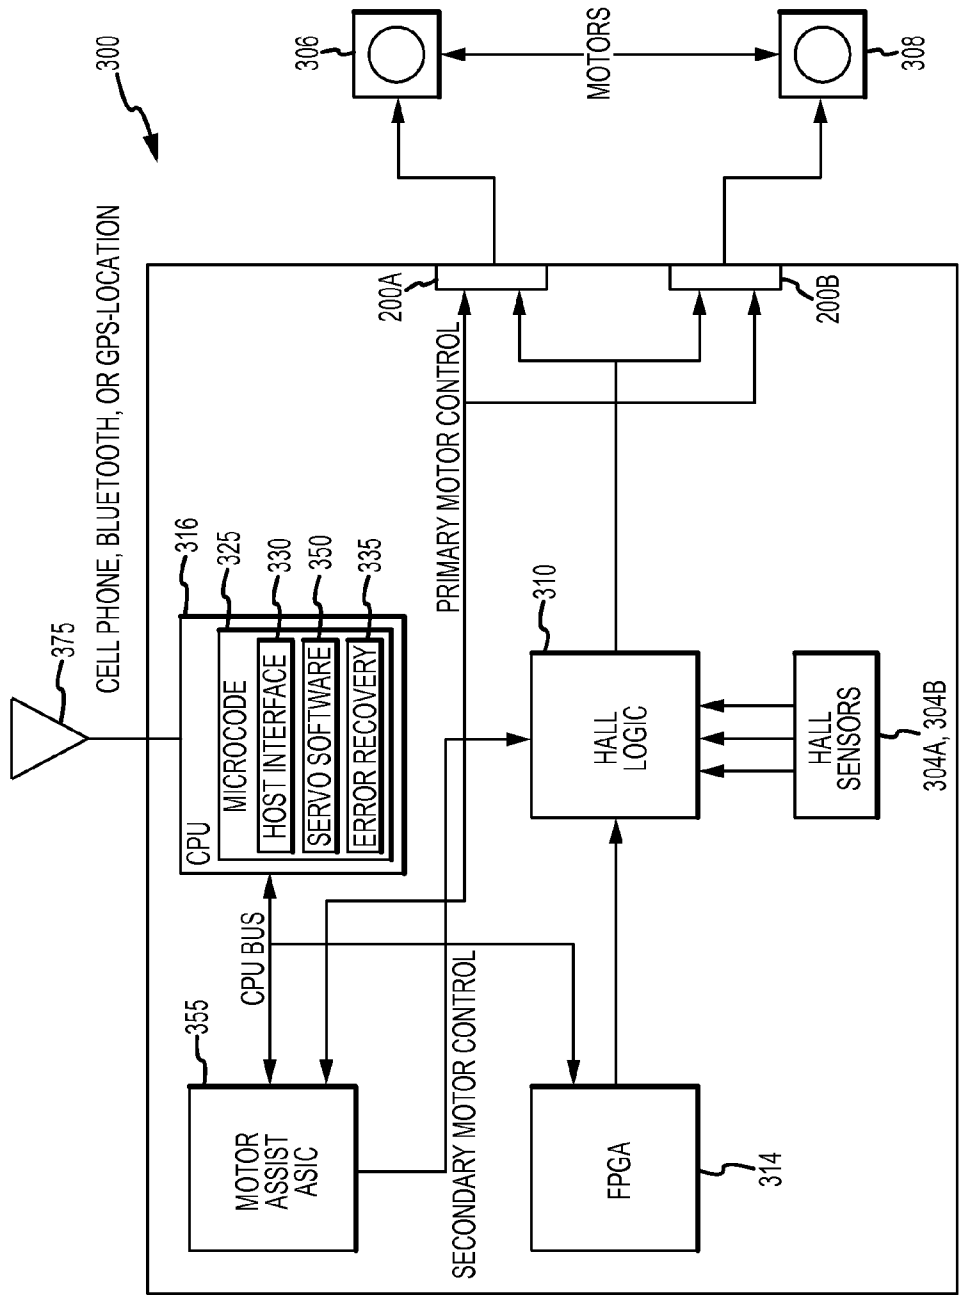 300
CELL PHONE, BLUETOOTH, OR GPS-LOCATION
375
316
325
330
350
335
CPU
MICROCODE
HOST INTERFACE
SERVO SOFTWARE
ERROR RECOVERY
CPU BUS
355
MOTOR
ASSIST
ASIC
SECONDARY MOTOR CONTROL
PRIMARY MOTOR CONTROL
FPGA
314
310
HALL
LOGIC
HALL
SENSORS
304A, 304B
200A
200B
306
MOTORS
308